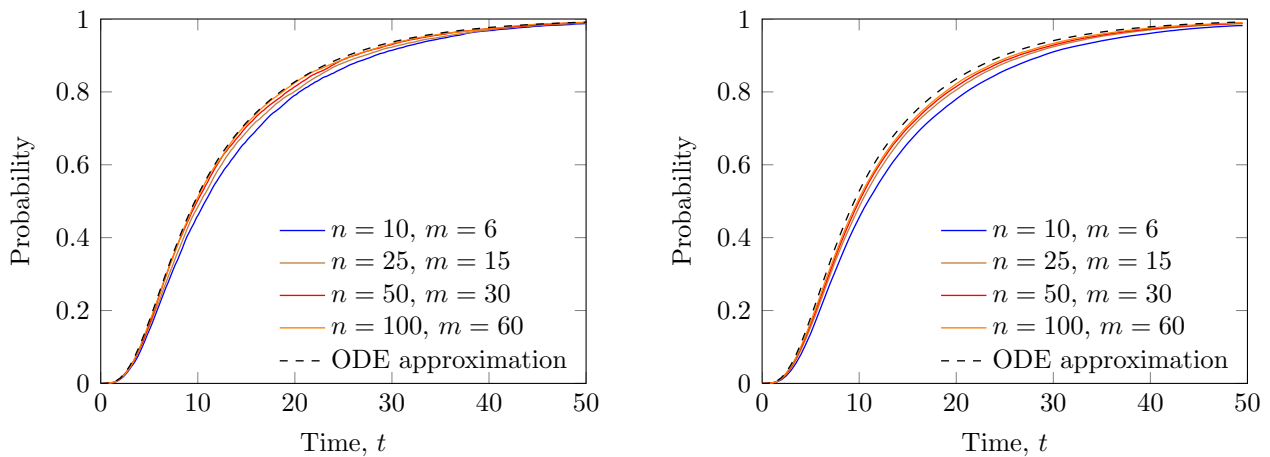 1
0.8
0.6
0.4
0.2
0
Probability
n = 10, m = 6
n = 25, m = 15
n = 50, m = 30
n = 100, m = 60
ODE approximation
0 10 20 30 40 50
Time, t
1
0.8
0.6
0.4
0.2
0
Probability
n = 10, m = 6
n = 25, m = 15
n = 50, m = 30
n = 100, m = 60
ODE approximation
0 10 20 30 40 50
Time, t